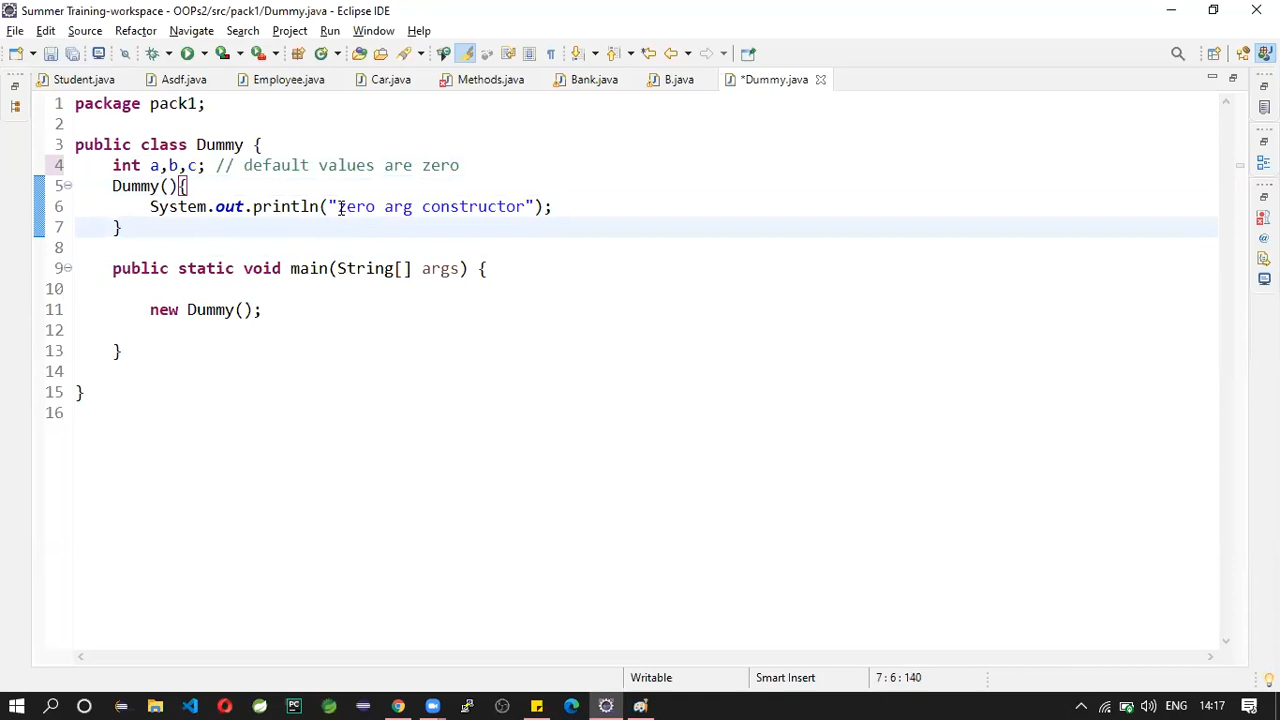 Summer Training-workspace - OOPs2/src/pack1/Dummy.java - Eclipse IDE
File Edit Source Refactor Navigate Search Project Run Window Help
Student.java Asdf.java Employee.java Car.java Methods.java Bank.java B.java *Dummy.java
1 package pack1;
2
3 public class Dummy {
4 int a,b,c; // default values are zero
5 Dummy(){
6 System.out.println("zero arg constructor");
7 }
8
9 public static void main(String[] args) {
10
11 new Dummy();
12
13 }
14
15 }
16
Writable Smart Insert 7 : 6 : 140
ENG 14:17